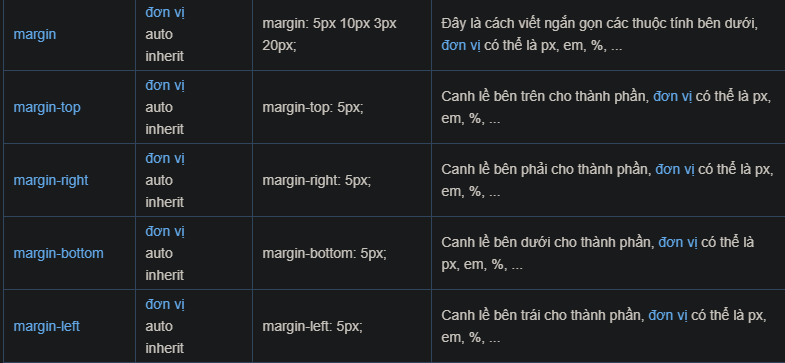 margin
đơn vị
auto
inherit
margin: 5px 10px 3px
20px;
Đây là cách viết ngắn gọn các thuộc tính bên dưới,
đơn vị có thể là px, em, %, ...
margin-top
đơn vị
auto
inherit
margin-top: 5px;
Canh lề bên trên cho thành phần, đơn vị có thể là px,
em, %, ...
margin-right
đơn vị
auto
inherit
margin-right: 5px;
Canh lề bên phải cho thành phần, đơn vị có thể là px,
em, %, ...
margin-bottom
đơn vị
auto
inherit
margin-bottom: 5px;
Canh lề bên dưới cho thành phần, đơn vị có thể là
px, em, %, ...
margin-left
đơn vị
auto
inherit
margin-left: 5px;
Canh lề bên trái cho thành phần, đơn vị có thể là px,
em, %, ...